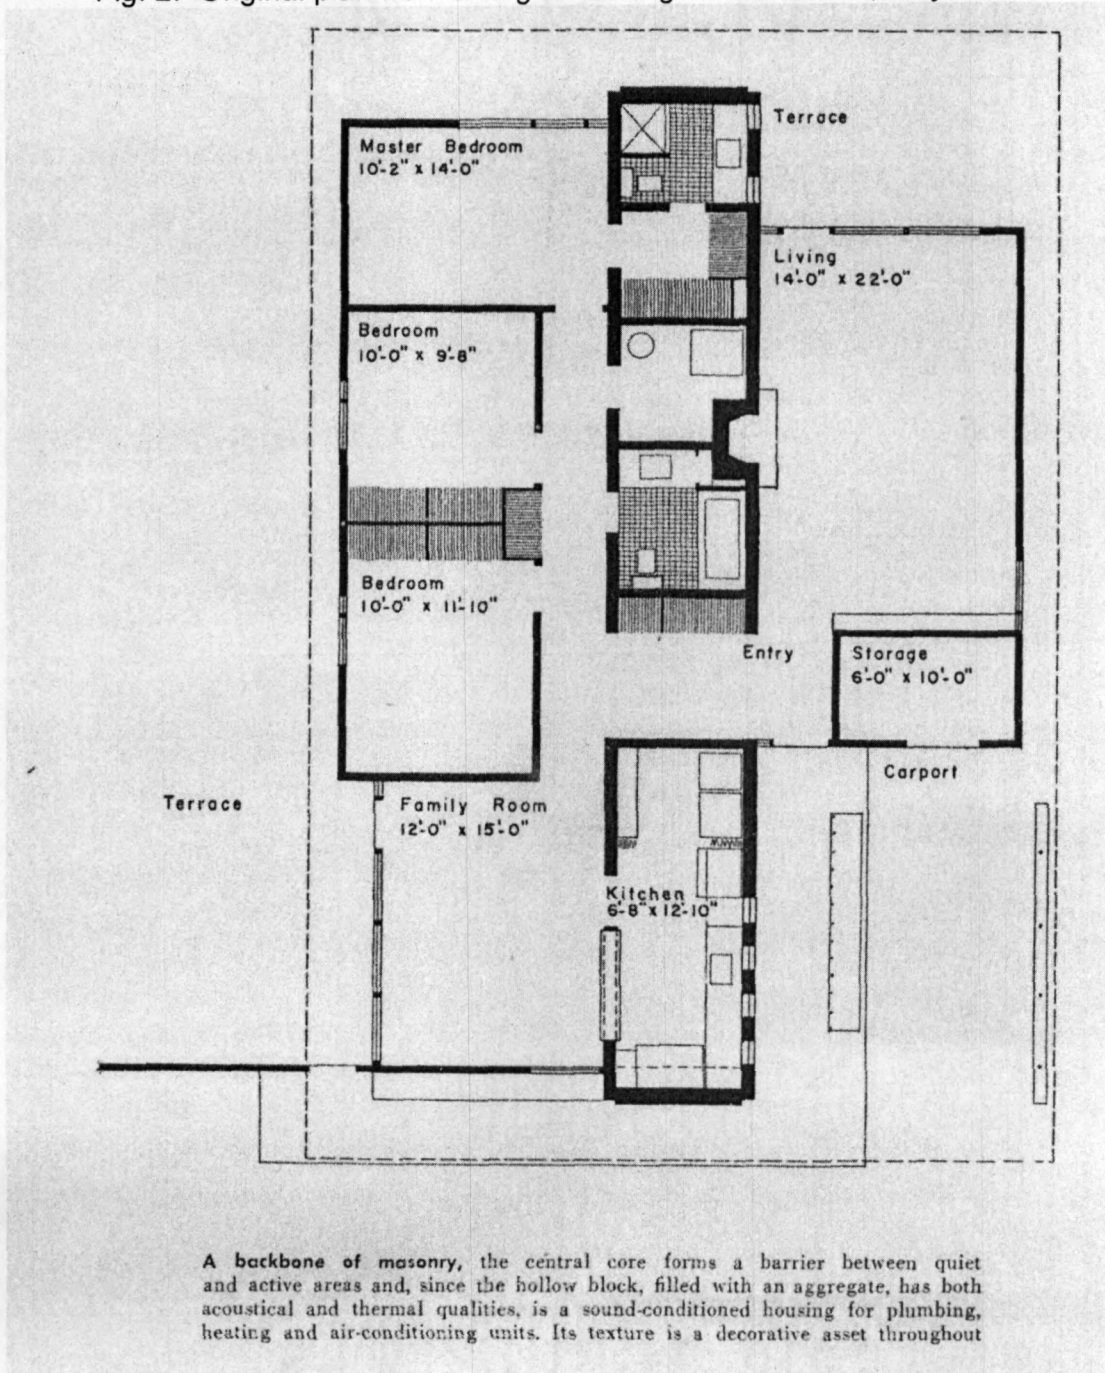 Terrace
Master Bedroom
10'-2" x 14'-0"
Living
14'-0" x 22'-0"
Bedroom
10'-0" x 9'-8"
Bedroom
10'-0" x 11'-10"
Entry
Storage
6'-0" x 10'-0"
Carport
Terrace
Family Room
12'-0" x 15'-0"
Kitchen
6'-8" x 12'-10"
A backbone of masonry, the central core forms a barrier between quiet
and active areas and, since the hollow block, filled with an aggregate, has both
acoustical and thermal qualities, is a sound-conditioned housing for plumbing,
heating and air-conditioning units. Its texture is a decorative asset throughout